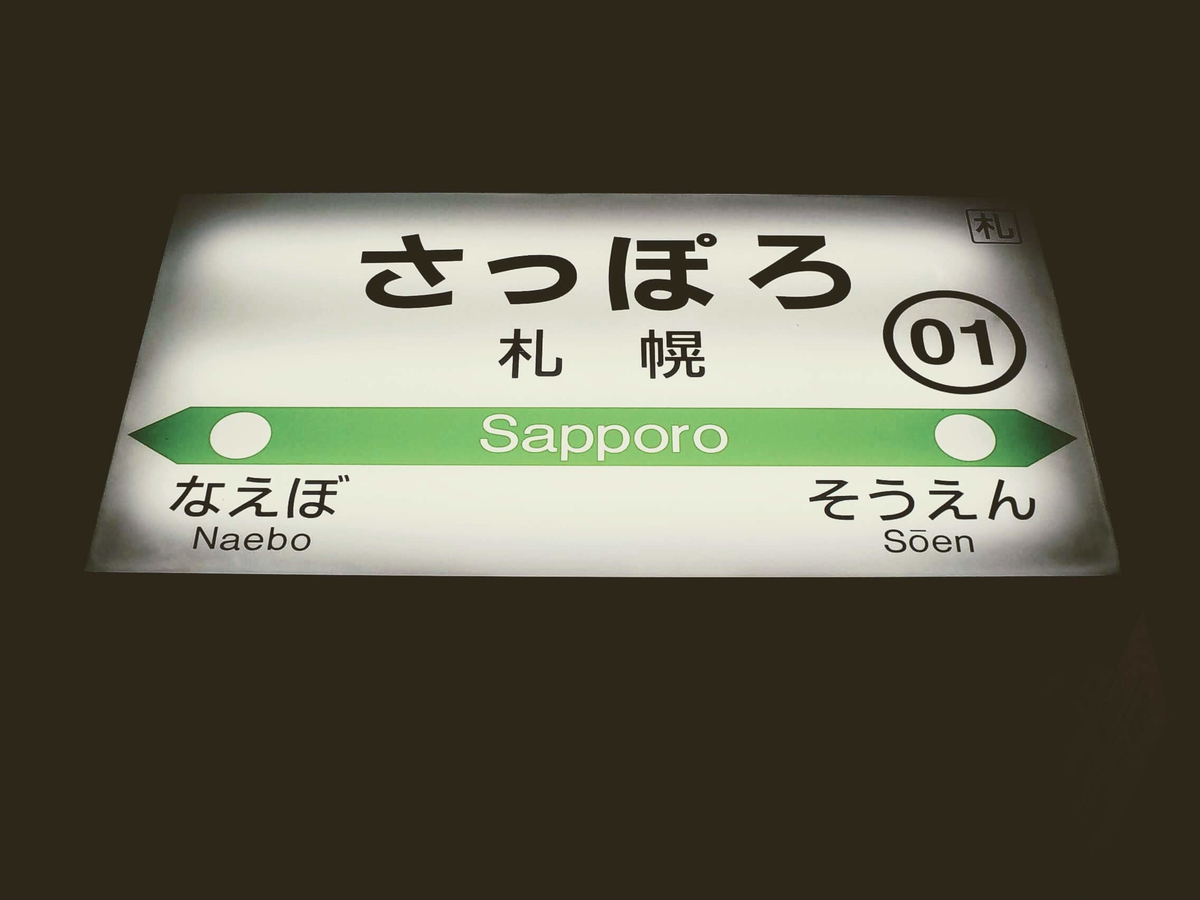 札
さっぽろ
01
札幌
Sapporo
なえぼ
Naebo
そうえん
Sōen